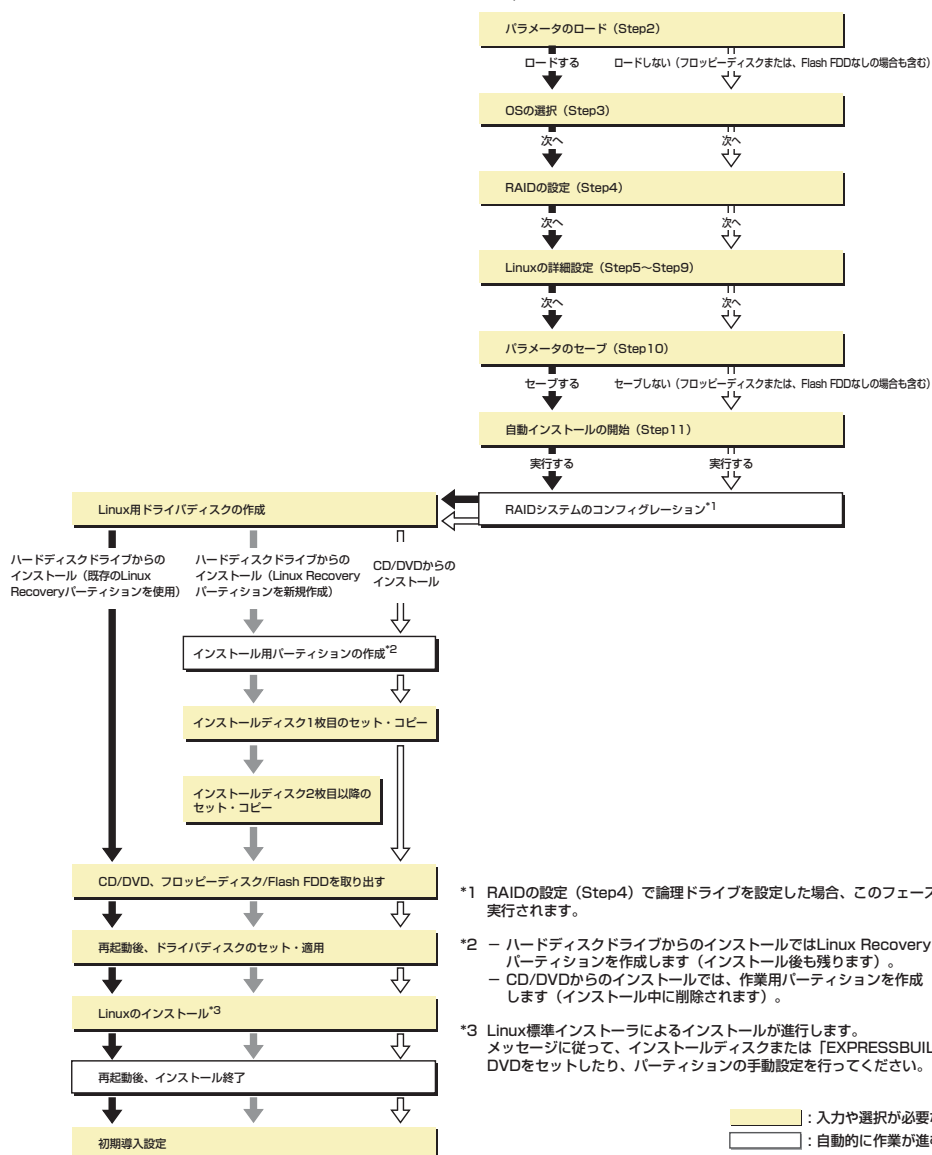 パラメータのロード（Step2）
ロードする　ロードしない（フロッピーディスクまたは、Flash FDDなしの場合も含む）
OSの選択（Step3）
次へ　次へ
RAIDの設定（Step4）
次へ　次へ
Linuxの詳細設定（Step5～Step9）
次へ　次へ
パラメータのセーブ（Step10）
セーブする　セーブしない（フロッピーディスクまたは、Flash FDDなしの場合も含む）
自動インストールの開始（Step11）
実行する　実行する
RAIDシステムのコンフィグレーション*1
Linux用ドライバディスクの作成
ハードディスクドライブからの
インストール（既存のLinux
Recoveryパーティションを使用）
ハードディスクドライブからの
インストール（Linux Recovery
パーティションを新規作成）
CD/DVDからの
インストール
インストール用パーティションの作成*2
インストールディスク1枚目のセット・コピー
インストールディスク2枚目以降の
セット・コピー
CD/DVD、フロッピーディスク/Flash FDDを取り出す
再起動後、ドライバディスクのセット・適用
Linuxのインストール*3
再起動後、インストール終了
初期導入設定
*1 RAIDの設定（Step4）で論理ドライブを設定した場合、このフェーズ
実行されます。
*2 － ハードディスクドライブからのインストールではLinux Recovery
パーティションを作成します（インストール後も残ります）。
－ CD/DVDからのインストールでは、作業用パーティションを作成
します（インストール中に削除されます）。
*3 Linux標準インストーラによるインストールが進行します。
メッセージに従って、インストールディスクまたは「EXPRESSBUIL
DVDをセットしたり、パーティションの手動設定を行ってください。
：入力や選択が必要
：自動的に作業が進